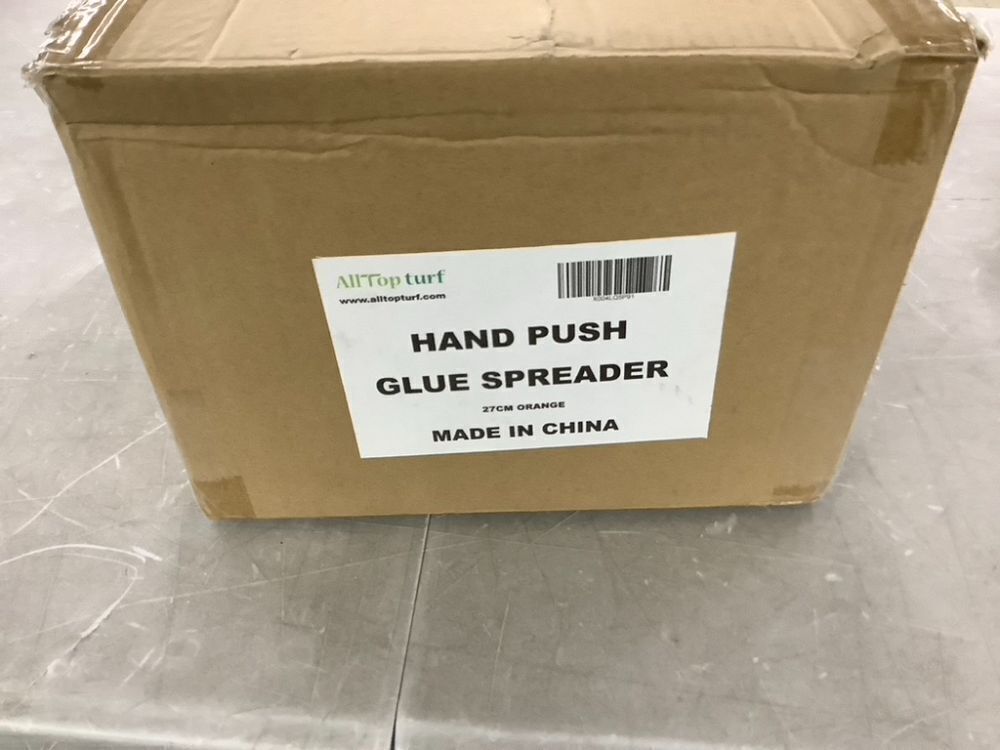 AllTop turf
www.alltopturf.com
HAND PUSH
GLUE SPREADER
27CM ORANGE
MADE IN CHINA